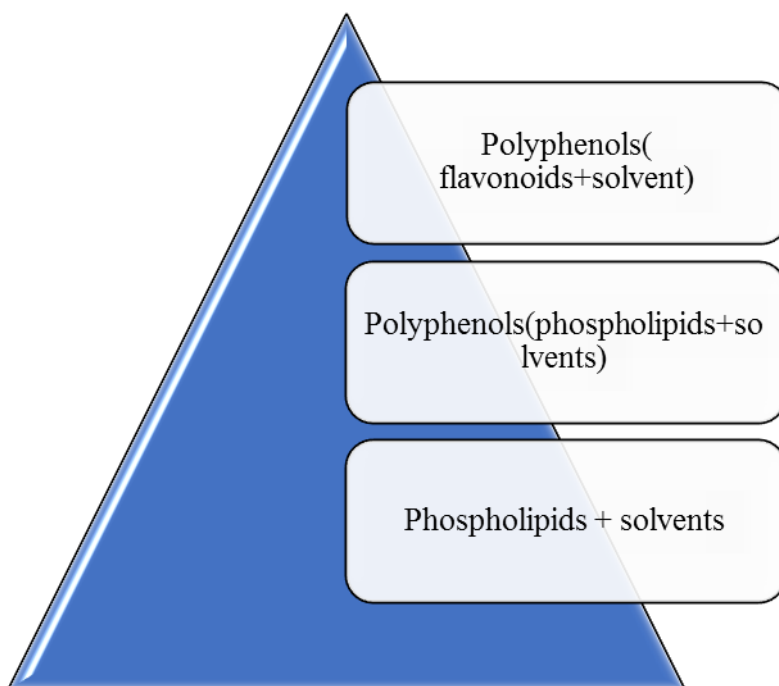 Polyphenols(
flavonoids+solvent)
Polyphenols(phospholipids+so
lvents)
Phospholipids + solvents